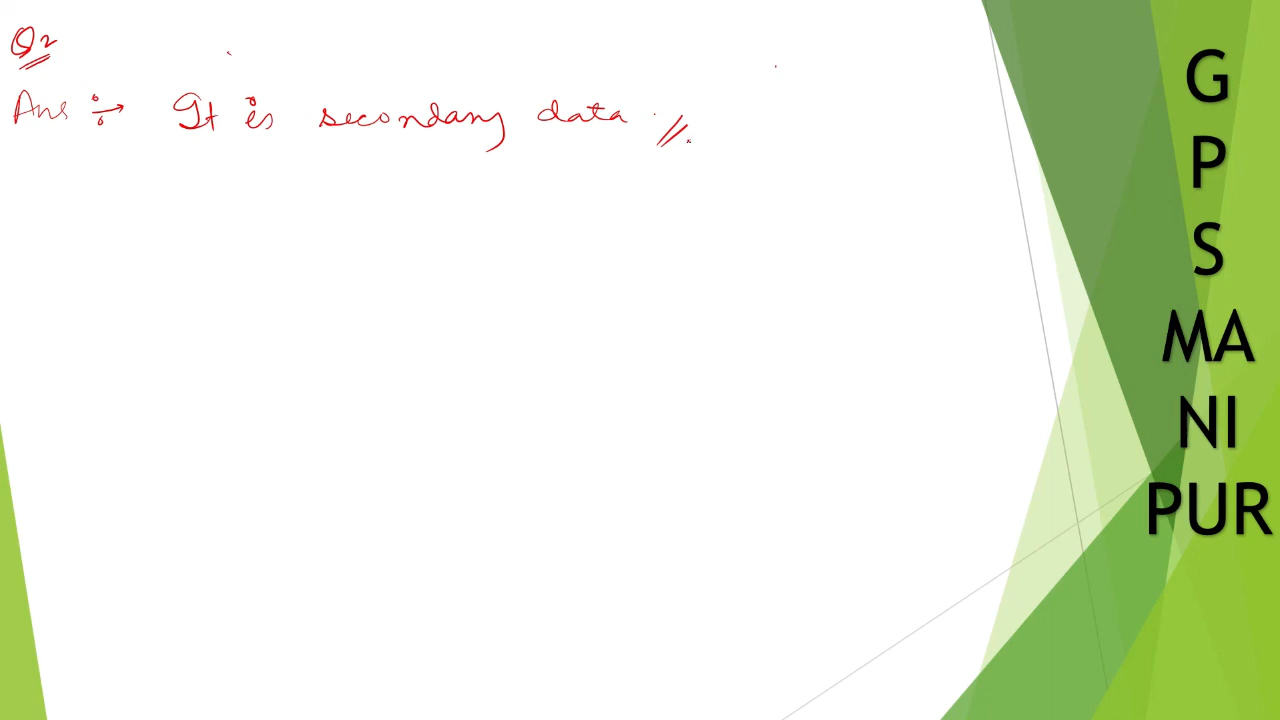 Q2
Ans :→ It is secondary data.
G
P
S
MA
NI
PUR